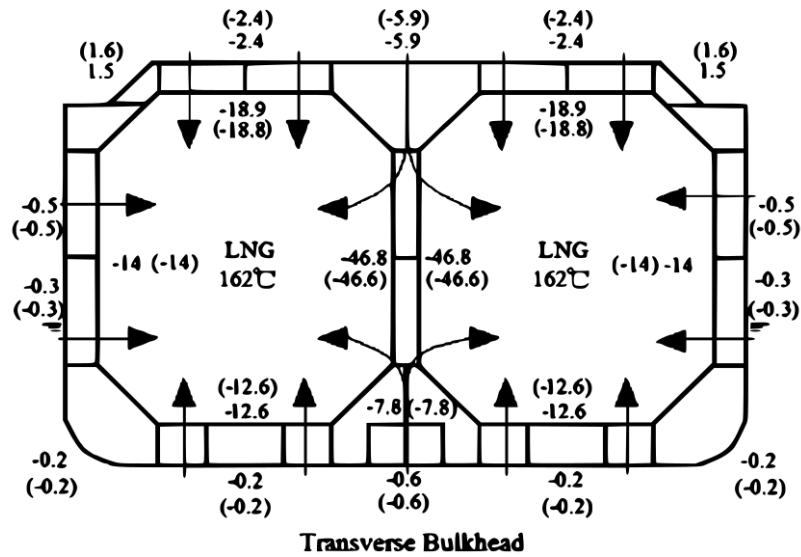 (-2.4) (-5.9) (-2.4)
-2.4 -5.9 -2.4
(1.6) (1.6)
1.5 1.5
-18.9 -18.9
(-18.8) (-18.8)
-0.5 -0.5
(-0.5) (-0.5)
LNG LNG
-14 (-14) -46.8 -46.8 (-14) -14
162℃ (-46.6) (-46.6) 162℃
-0.3 -0.3
(-0.3) (-0.3)
(-12.6) (-12.6)
-12.6 -7.8 (-7.8) -12.6
-0.2 -0.2 -0.6 -0.2 -0.2
(-0.2) (-0.2) (-0.6) (-0.2) (-0.2)
Transverse Bulkhead